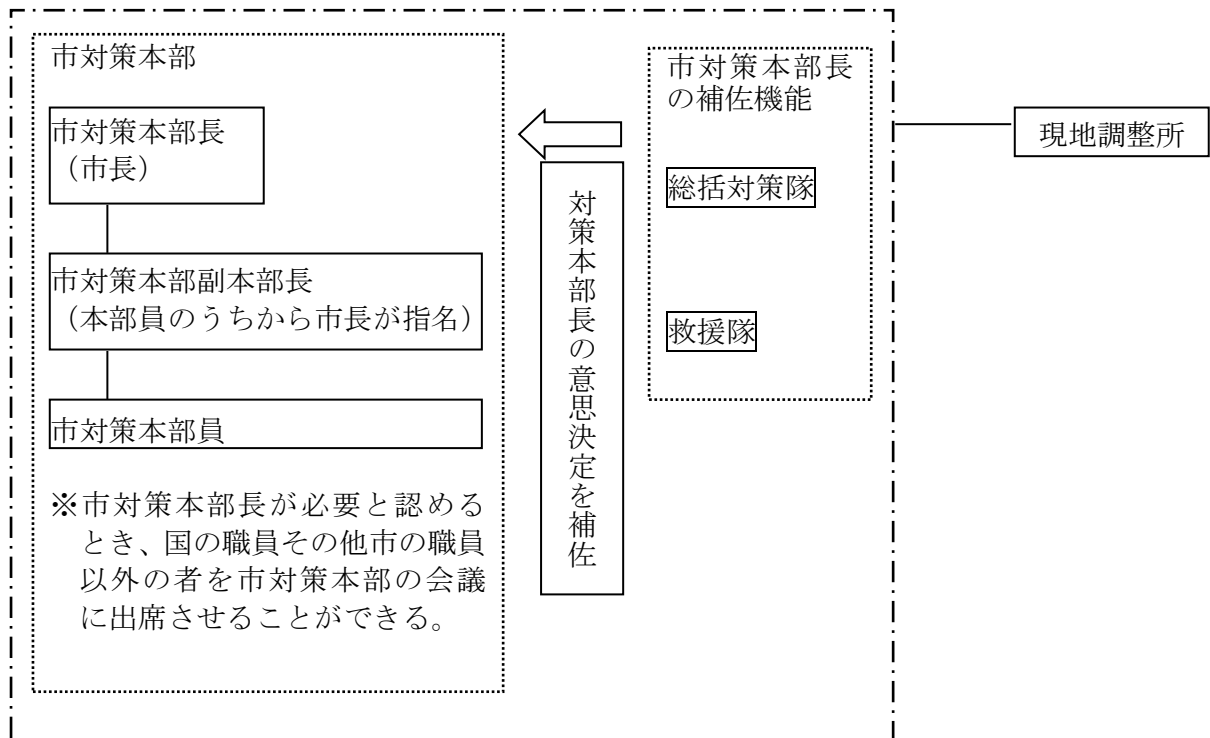 市対策本部
市対策本部長
（市長）
市対策本部副本部長
（本部員のうちから市長が指名）
市対策本部員
※市対策本部長が必要と認める
とき、国の職員その他市の職員
以外の者を市対策本部の会議
に出席させることができる。
対策本部長の意思決定を補佐
市対策本部長
の補佐機能
総括対策隊
救援隊
現地調整所